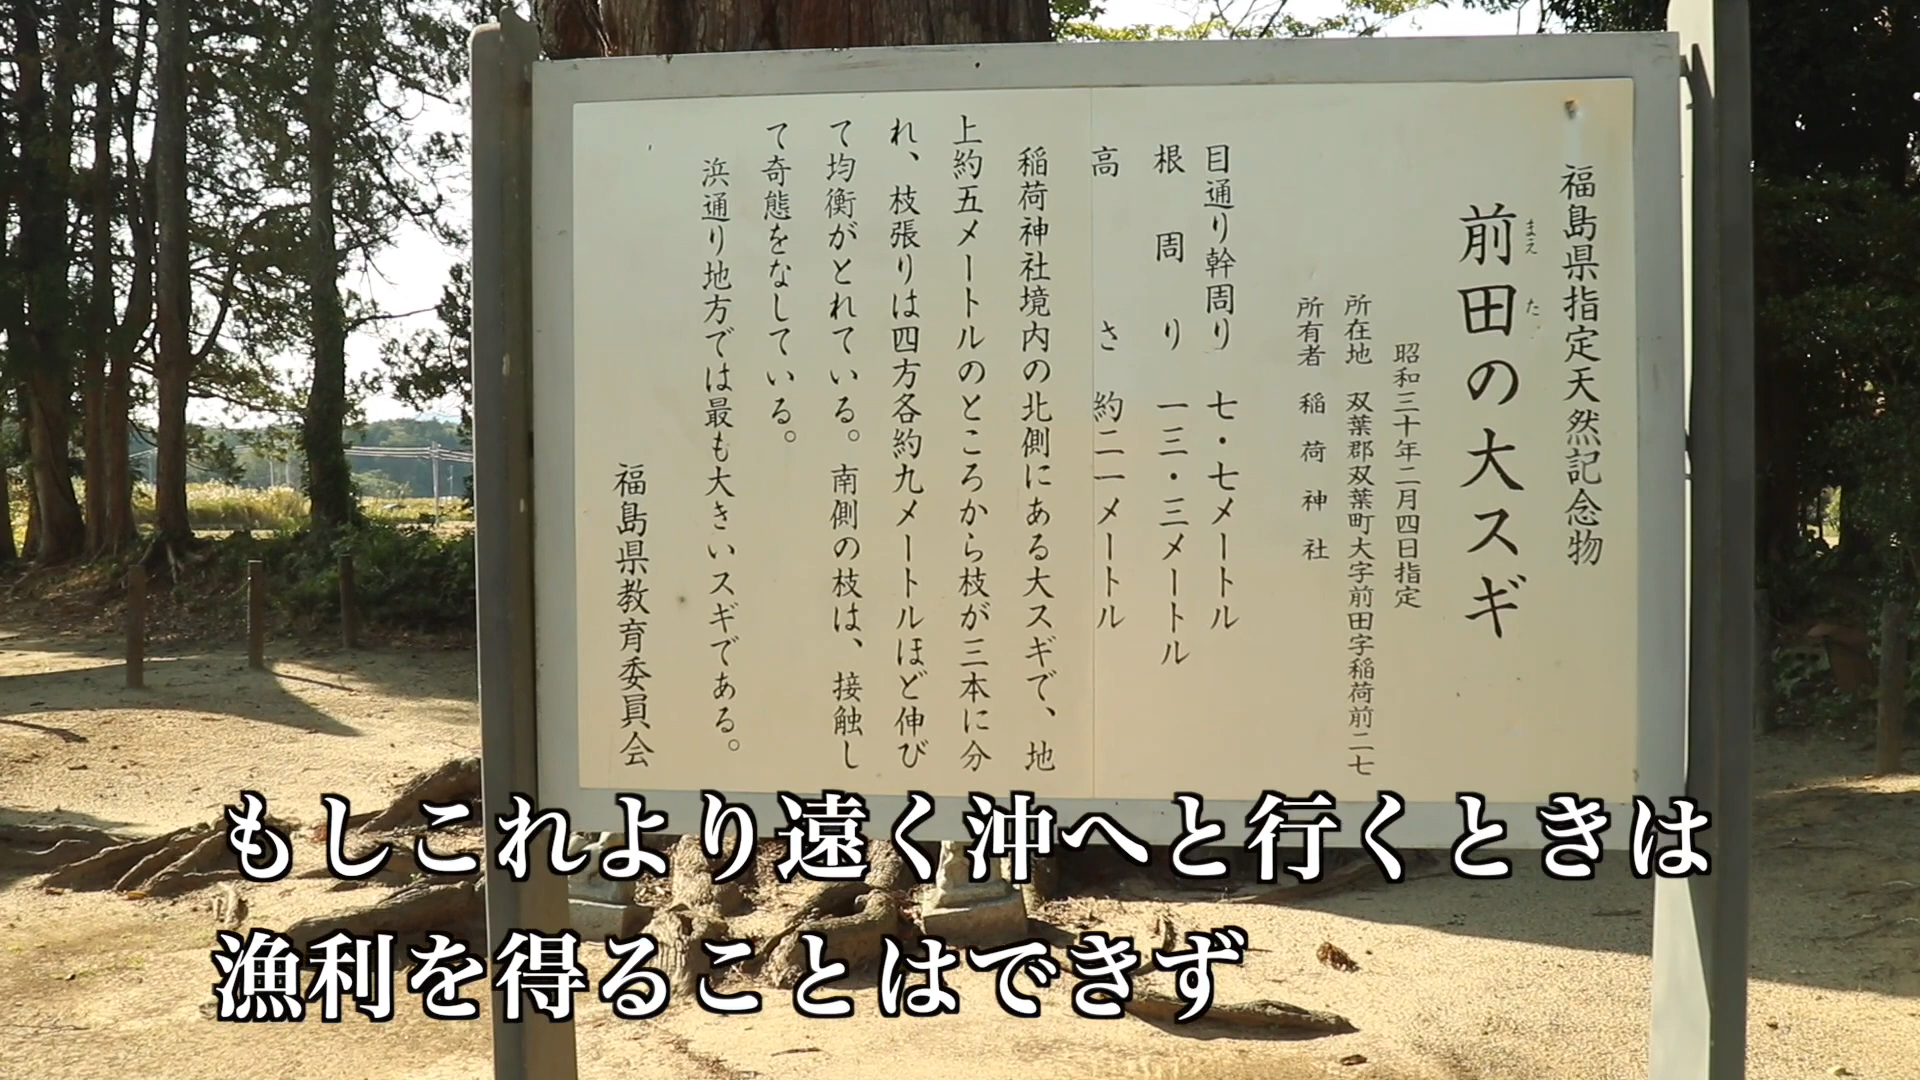 福島県指定天然記念物
前田の大スギ
まえ た
昭和三十年二月四日指定
所在地 双葉郡双葉町大字前田字稲荷前二七
所有者 稲荷神社
目通り幹周り 七・七メートル
根周り 一三・三メートル
高さ 約二一メートル
稲荷神社境内の北側にある大スギで、地
上約五メートルのところから枝が三本に分
れ、枝張りは四方各約九メートルほど伸び
て均衡がとれている。南側の枝は、接触し
て奇態をなしている。
浜通り地方では最も大きいスギである。
福島県教育委員会
もしこれより遠く沖へと行くときは
漁利を得ることはできず